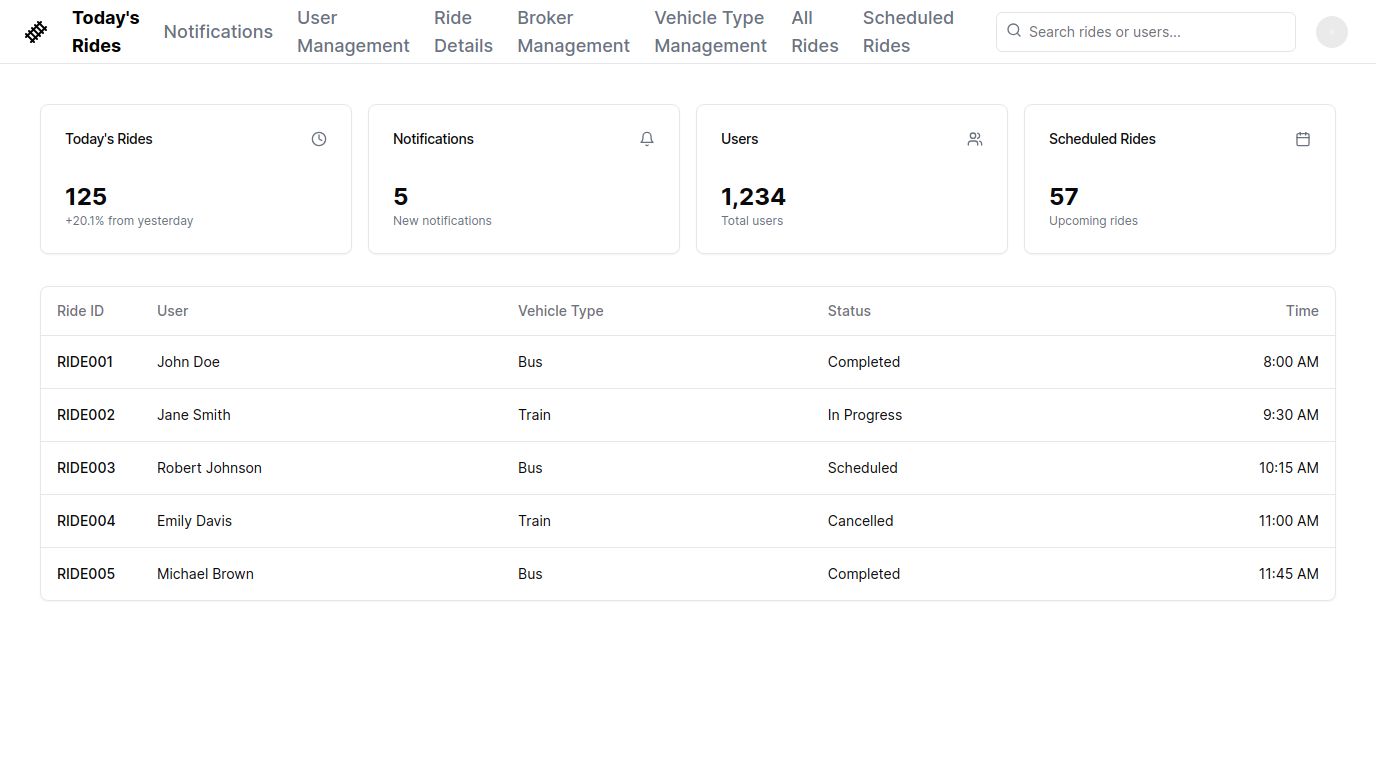 Today's Rides
Notifications
User Management
Ride Details
Broker Management
Vehicle Type Management
All Rides
Scheduled Rides
Search rides or users...
Today's Rides
125
+20.1% from yesterday
Notifications
5
New notifications
Users
1,234
Total users
Scheduled Rides
57
Upcoming rides
Ride ID User Vehicle Type Status Time
RIDE001 John Doe Bus Completed 8:00 AM
RIDE002 Jane Smith Train In Progress 9:30 AM
RIDE003 Robert Johnson Bus Scheduled 10:15 AM
RIDE004 Emily Davis Train Cancelled 11:00 AM
RIDE005 Michael Brown Bus Completed 11:45 AM